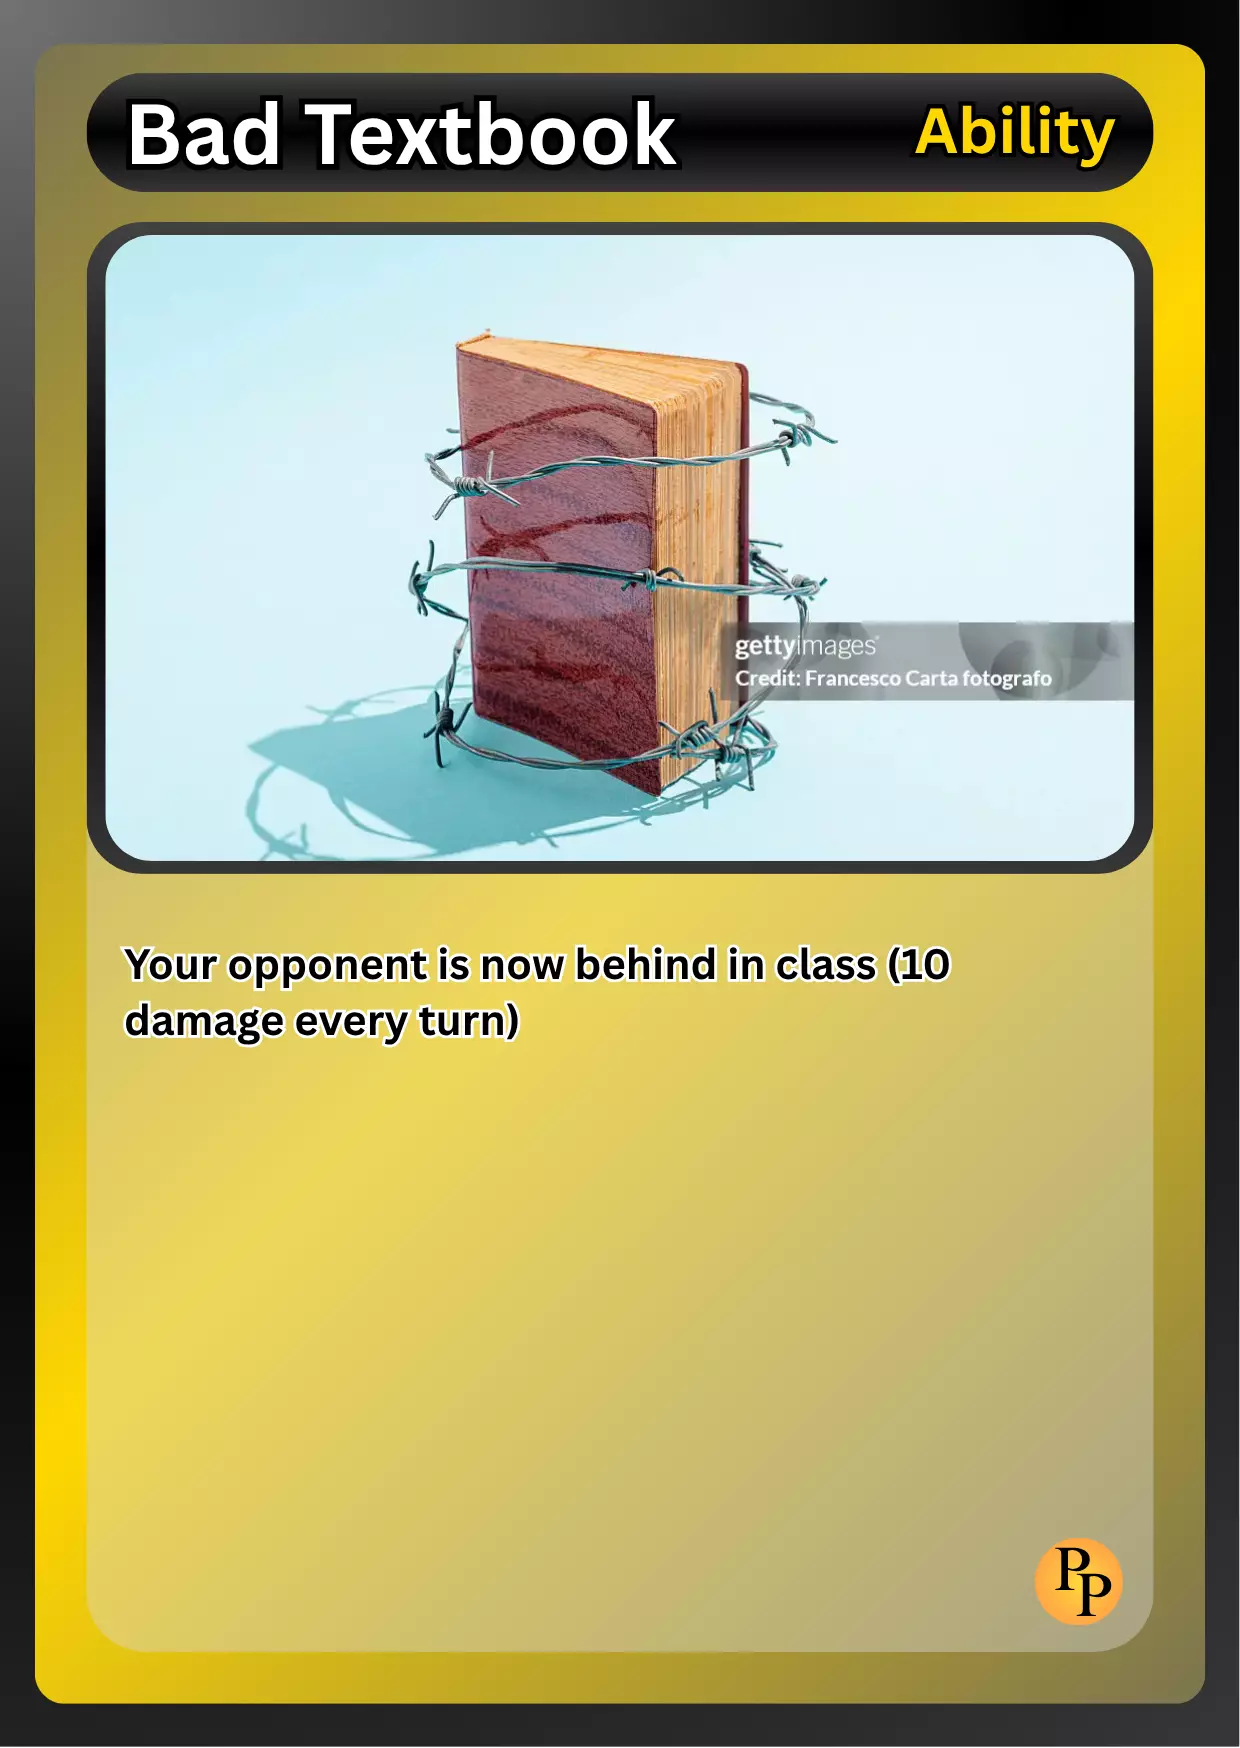 Bad Textbook
Ability
gettyimages®
Credit: Francesco Carta fotografo
Your opponent is now behind in class (10
damage every turn)
PP